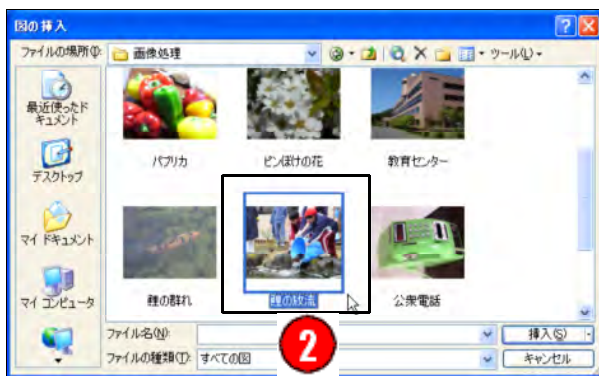 図の挿入
ファイルの場所(I):
画像処理
ツール(L)
最近使ったド
キュメント
デスクトップ
マイ ドキュメント
マイ コンピュータ
パプリカ
ピンぼけの花
教育センター
鯉の群れ
鯉の放流
公衆電話
2
ファイル名(N):
挿入(S)
ファイルの種類(T):
すべての図
キャンセル